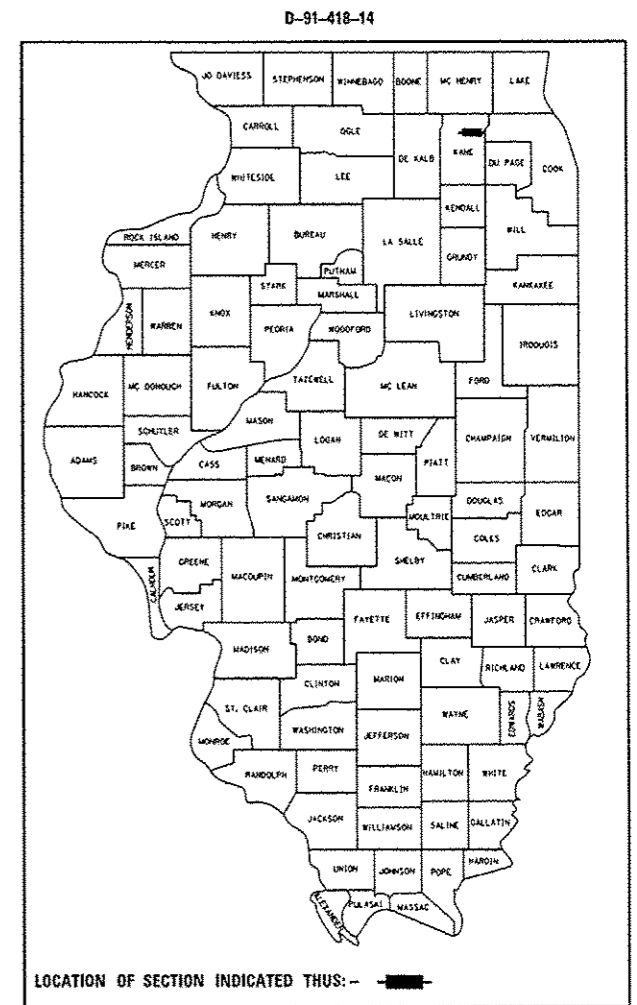 D-91-418-14
JO DAVIESS STEPHENSON WINNEBAGO BOONE MC HENRY LAKE
CARROLL OGLE DE KALB KANE DU PAGE COOK
WHITESIDE LEE
KENDALL WILL
ROCK ISLAND HENRY BUREAU LA SALLE GRUNDY
MERCER PUTNAM KANKAKEE
STARK MARSHALL
HENDERSON WARREN KNOX PEORIA WOODFORD LIVINGSTON IROQUOIS
HANCOCK MC DONOUGH FULTON TAZEWELL MC LEAN FORD
MASON
SCHUYLER LOGAN DE WITT CHAMPAIGN VERMILION
ADAMS BROWN CASS MENARD MACON PIATT
PIKE SCOTT MORGAN SANGAMON MOULTRIE DOUGLAS EDGAR
CHRISTIAN COLES
CALHOUN GREENE MACOUPIN MONTGOMERY SHELBY CUMBERLAND CLARK
JERSEY
FAYETTE EFFINGHAM JASPER CRAWFORD
MADISON BOND
CLAY RICHLAND LAWRENCE
CLINTON MARION
ST. CLAIR WAYNE EDWARDS WABASH
MONROE WASHINGTON JEFFERSON
RANDOLPH PERRY HAMILTON WHITE
FRANKLIN
JACKSON WILLIAMSON SALINE GALLATIN
UNION JOHNSON POPE HARDIN
ALEXANDER PULASKI MASSAC
LOCATION OF SECTION INDICATED THUS:-